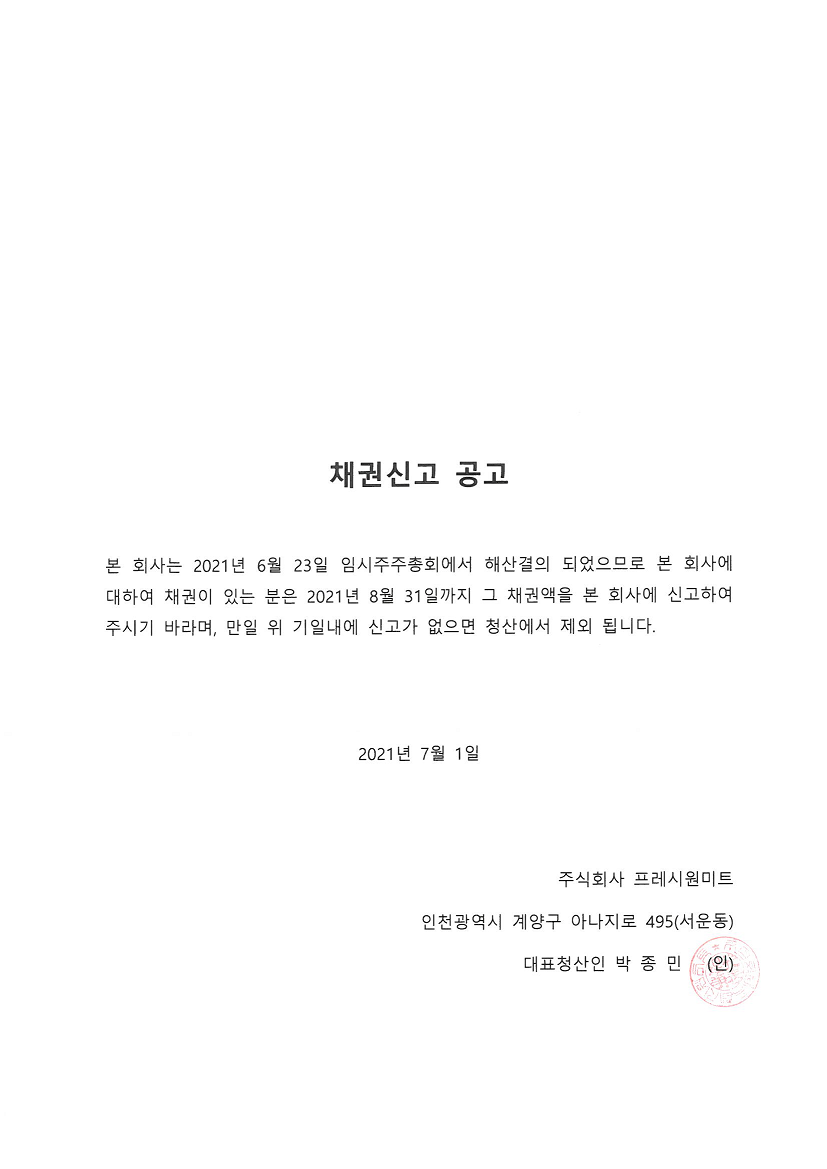 채권신고 공고
본 회사는 2021년 6월 23일 임시주주총회에서 해산결의 되었으므로 본 회사에
대하여 채권이 있는 분은 2021년 8월 31일까지 그 채권액을 본 회사에 신고하여
주시기 바라며, 만일 위 기일내에 신고가 없으면 청산에서 제외 됩니다.
2021년 7월 1일
주식회사 프레시원미트
인천광역시 계양구 아나지로 495(서운동)
대표청산인 박 종 민 (인)